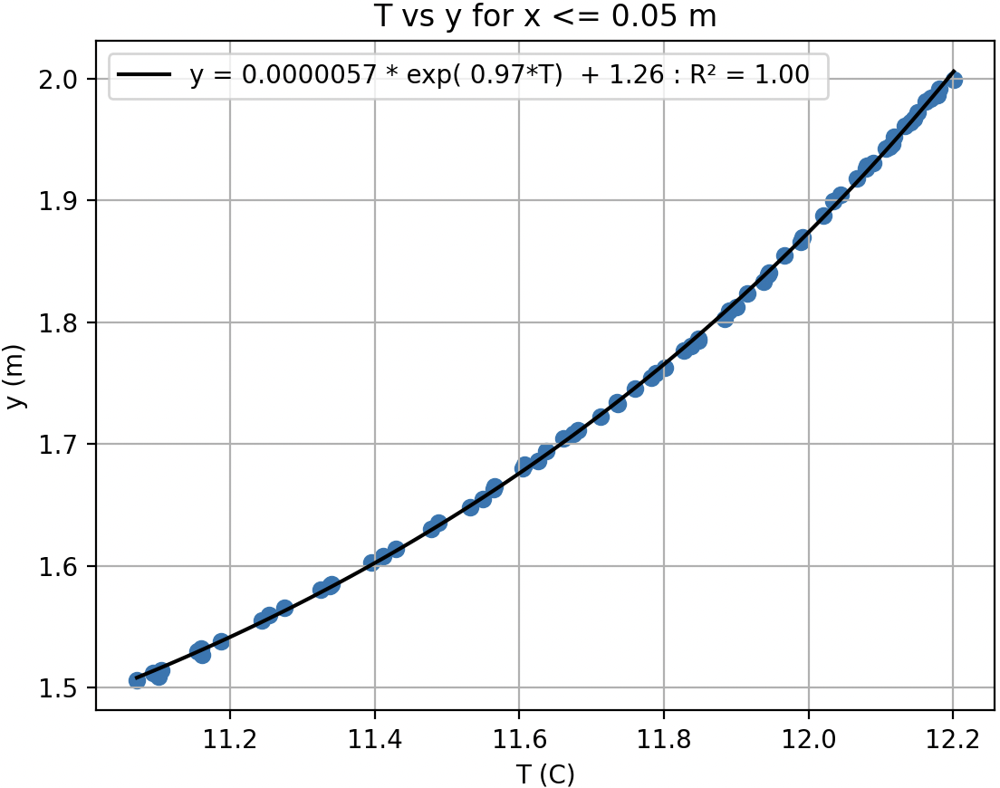 T vs y for x <= 0.05 m
y = 0.0000057 * exp( 0.97*T)  + 1.26 : R² = 1.00
2.0
1.9
1.8
1.7
1.6
1.5
y (m)
11.2 11.4 11.6 11.8 12.0 12.2
T (C)